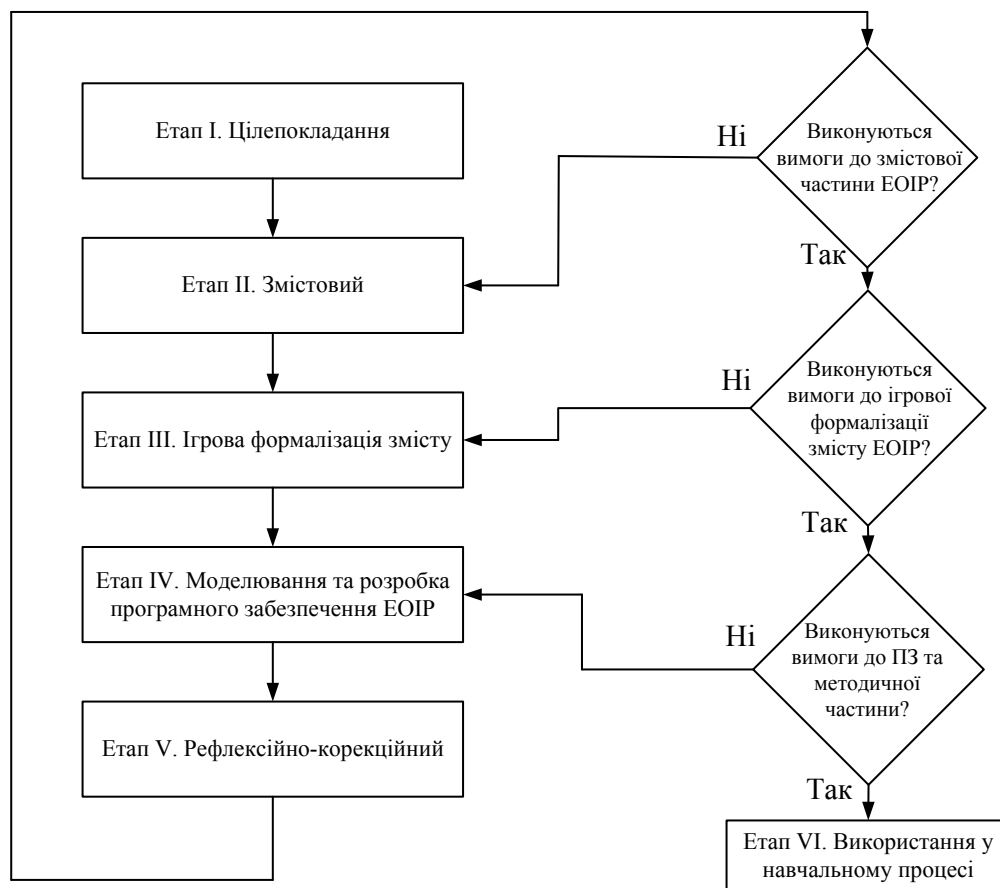 Етап I. Цілепокладання
Етап II. Змістовий
Етап III. Ігрова формалізація змісту
Етап IV. Моделювання та розробка
програмного забезпечення ЕОІР
Етап V. Рефлексійно-корекційний
Виконуються
вимоги до змістової
частини ЕОІР?
Ні
Так
Виконуються
вимоги до ігрової
формалізації
змісту ЕОІР?
Ні
Так
Виконуються
вимоги до ПЗ та
методичної
частини?
Ні
Так
Етап VI. Використання у
навчальному процесі